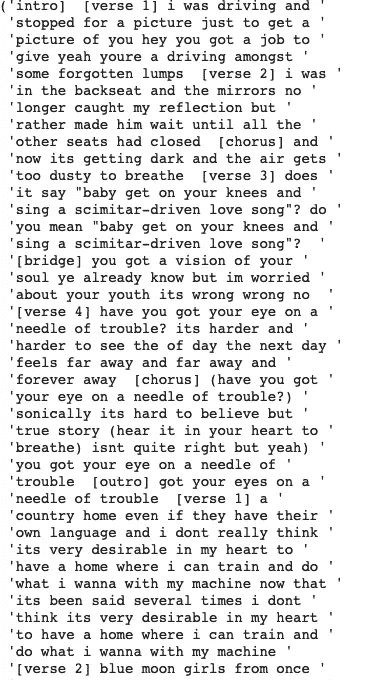 ('intro]  [verse 1] i was driving and '
'stopped for a picture just to get a '
'picture of you hey you got a job to '
'give yeah youre a driving amongst '
'some forgotten lumps  [verse 2] i was '
'in the backseat and the mirrors no '
'longer caught my reflection but '
'rather made him wait until all the '
'other seats had closed  [chorus] and '
'now its getting dark and the air gets '
'too dusty to breathe  [verse 3] does '
'it say "baby get on your knees and '
'sing a scimitar-driven love song"? do '
'you mean "baby get on your knees and '
'sing a scimitar-driven love song"?  '
'[bridge] you got a vision of your '
'soul ye already know but im worried '
'about your youth its wrong wrong no  '
'[verse 4] have you got your eye on a '
'needle of trouble? its harder and '
'harder to see the of day the next day '
'feels far away and far away and '
'forever away  [chorus] (have you got '
'your eye on a needle of trouble?) '
'sonically its hard to believe but '
'true story (hear it in your heart to '
'breathe) isnt quite right but yeah) '
'you got your eye on a needle of '
'trouble  [outro] got your eyes on a '
'needle of trouble  [verse 1] a '
'country home even if they have their '
'own language and i dont really think '
'its very desirable in my heart to '
'have a home where i can train and do '
'what i wanna with my machine now that '
'its been said several times i dont '
'think its very desirable in my heart '
'to have a home where i can train and '
'do what i wanna with my machine '
'[verse 2] blue moon girls from once '